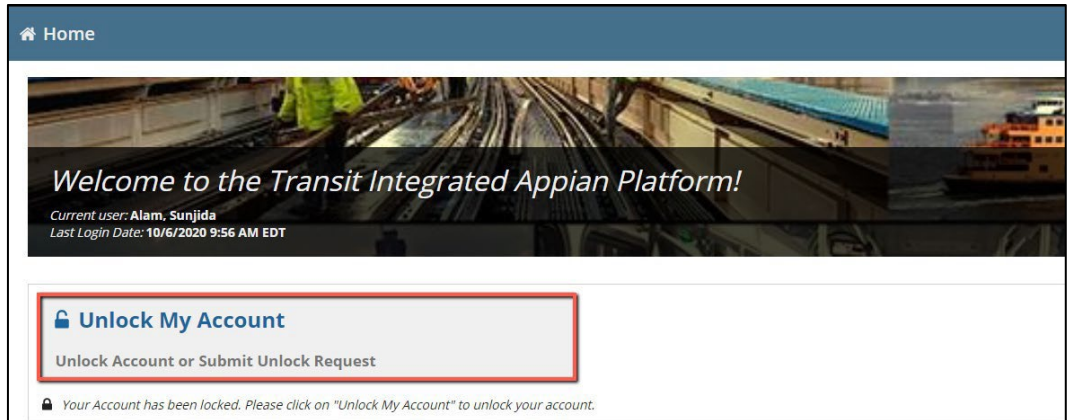 Home
Welcome to the Transit Integrated Appian Platform!
Current user: Alam, Sunjida
Last Login Date: 10/6/2020 9:56 AM EDT
Unlock My Account
Unlock Account or Submit Unlock Request
Your Account has been locked. Please click on "Unlock My Account" to unlock your account.